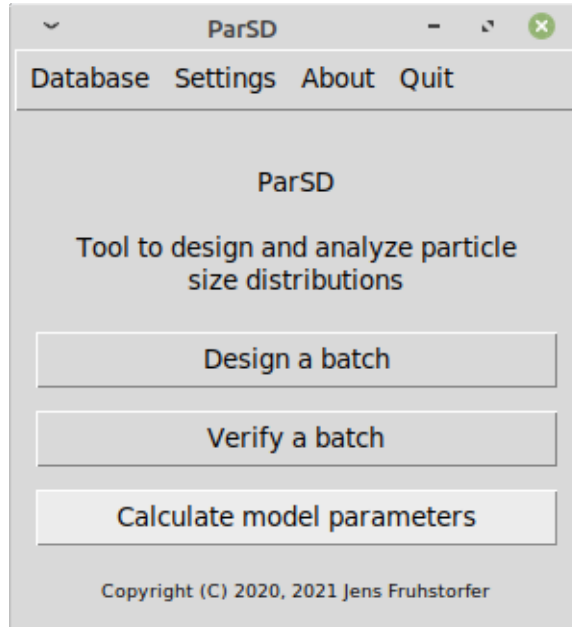 ParSD
Database Settings About Quit
ParSD
Tool to design and analyze particle
size distributions
Design a batch
Verify a batch
Calculate model parameters
Copyright (C) 2020, 2021 Jens Fruhstorfer